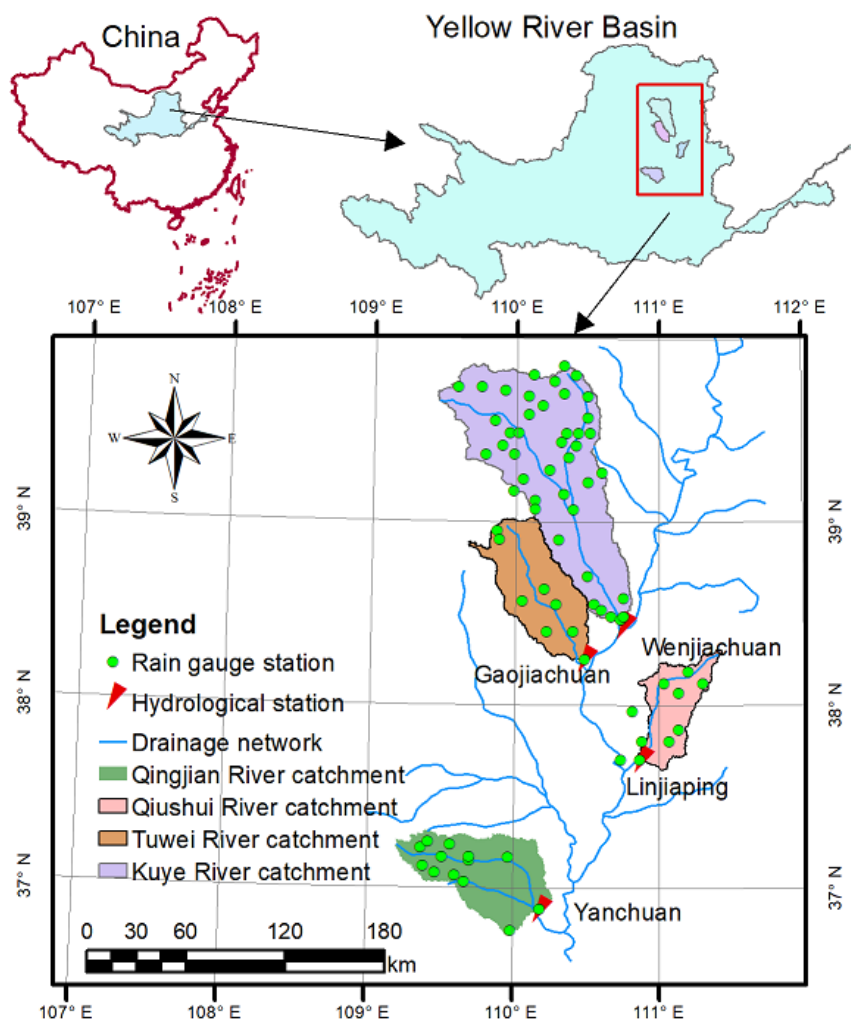 China
Yellow River Basin
107° E
108° E
109° E
110° E
111° E
112° E
N
W
E
S
39° N
39° N
Legend
Rain gauge station
Hydrological station
Drainage network
Qingjian River catchment
Qiushui River catchment
Tuwei River catchment
Kuye River catchment
Wenjiachuan
Gaojiachuan
38° N
38° N
Linjiaping
37° N
37° N
Yanchuan
0 30 60 120 180
km
107° E
108° E
109° E
110° E
111° E